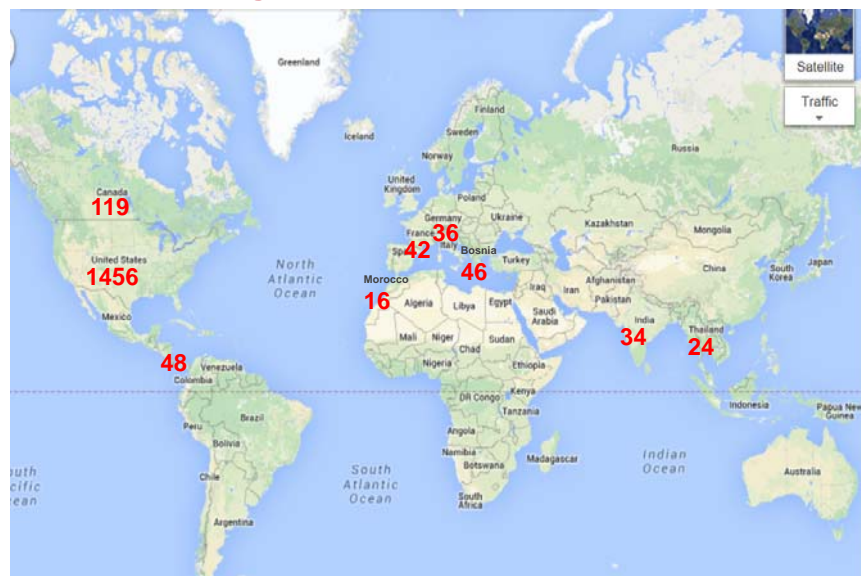 Satellite
Traffic
Greenland
Iceland
Finland
Sweden
Norway
Russia
United
Kingdom
Poland
Germany
Ukraine
France
36
42
Italy
Bosnia
46
Turkey
Kazakhstan
Mongolia
China
South
Korea
Japan
Canada
119
United States
1456
Mexico
North
Atlantic
Ocean
Morocco
16
Algeria
Libya
Egypt
Iraq
Iran
Afghanistan
Pakistan
Saudi
Arabia
India
34
Thailand
24
Mali
Niger
Chad
Sudan
Nigeria
Ethiopia
48
Venezuela
Colombia
DR Congo
Kenya
Tanzania
Indonesia
Papua New
Guinea
Brazil
Peru
Bolivia
Angola
Namibia
Botswana
Madagascar
Chile
South
Atlantic
Ocean
Indian
Ocean
Australia
South
Africa
Argentina